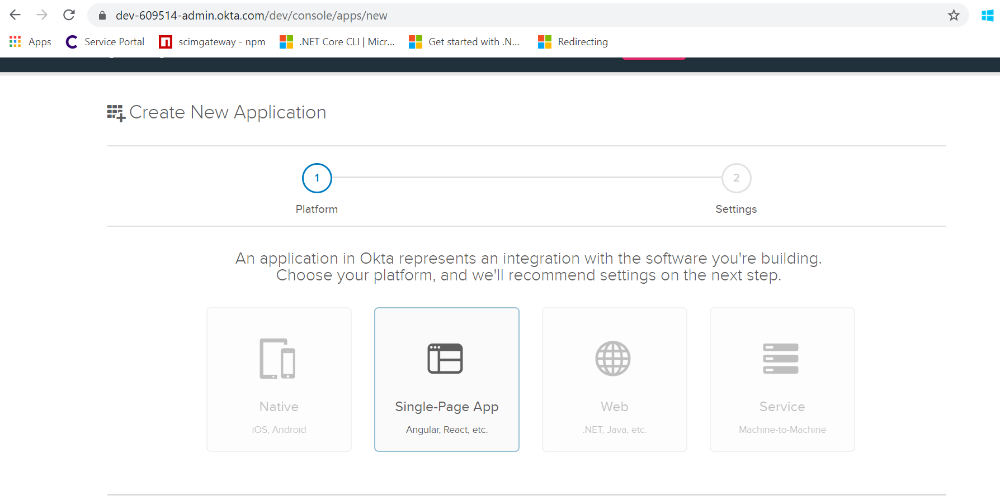 dev-609514-admin.okta.com/dev/console/apps/new
Apps
Service Portal
scimgateway - npm
.NET Core CLI | Micr...
Get started with .N...
Redirecting
Create New Application
1
2
Platform
Settings
An application in Okta represents an integration with the software you're building.
Choose your platform, and we'll recommend settings on the next step.
Native
iOS, Android
Single-Page App
Angular, React, etc.
Web
.NET, Java, etc.
Service
Machine-to-Machine